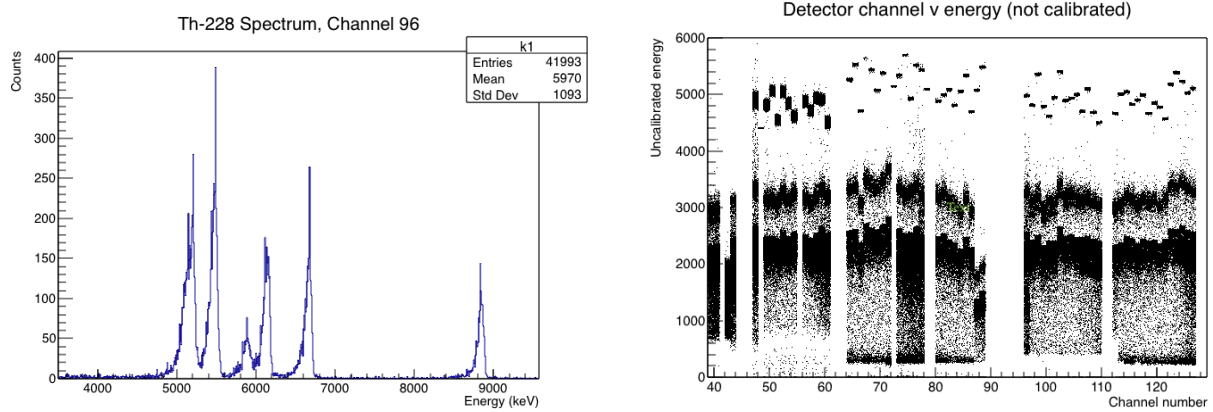 Th-228 Spectrum, Channel 96
k1
Entries 41993
Mean 5970
Std Dev 1093
Counts
400
350
300
250
200
150
100
50
0
4000 5000 6000 7000 8000 9000
Energy (keV)
Detector channel v energy (not calibrated)
Uncalibrated energy
6000
5000
4000
3000
2000
1000
0
40 50 60 70 80 90 100 110 120
Channel number